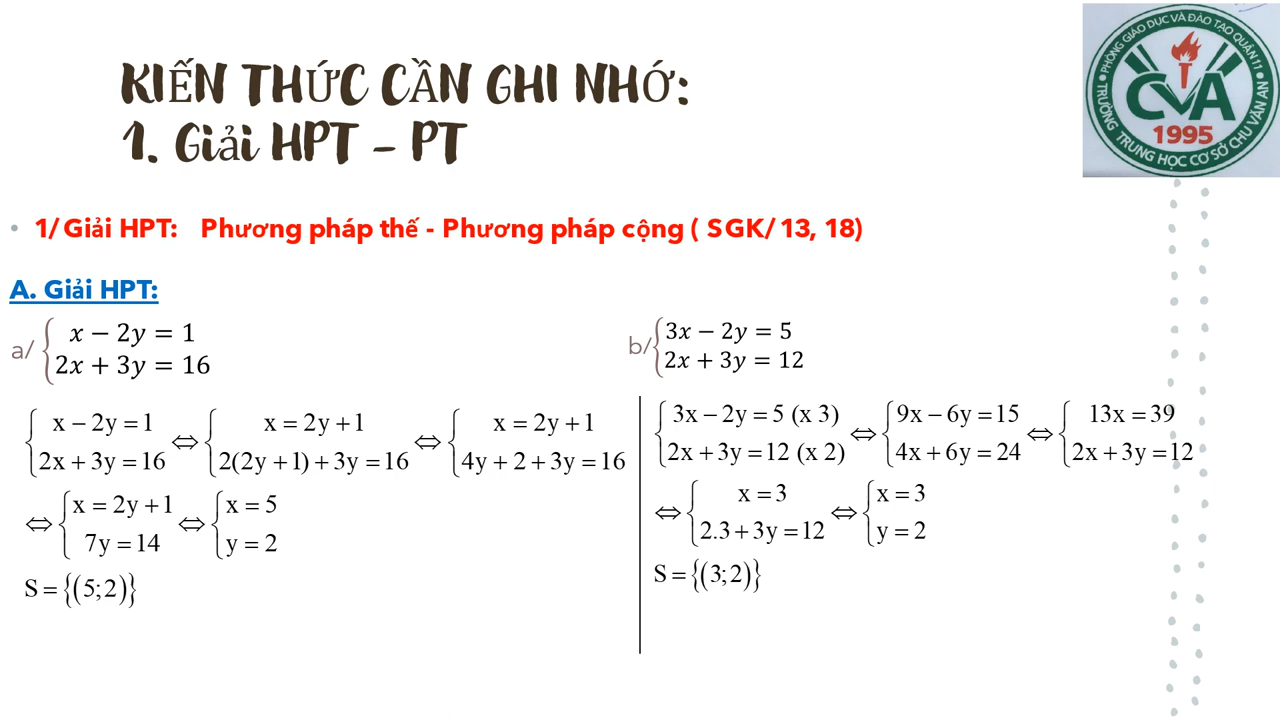 KIẾN THỨC CẦN GHI NHỚ:
1. Giải HPT - PT
PHÒNG GIÁO DỤC VÀ ĐÀO TẠO QUẬN 11
CVA
1995
TRƯỜNG TRUNG HỌC CƠ SỞ CHU VĂN AN
• 1/ Giải HPT: Phương pháp thế - Phương pháp cộng ( SGK/ 13, 18)
A. Giải HPT:
a/ { x − 2y = 1
2x + 3y = 16
{ x − 2y = 1 ⇔ { x = 2y + 1 ⇔ { x = 2y + 1
2x + 3y = 16 2(2y + 1) + 3y = 16 4y + 2 + 3y = 16
⇔ { x = 2y + 1 ⇔ { x = 5
7y = 14 y = 2
S = {(5;2)}
b/ { 3x − 2y = 5
2x + 3y = 12
{ 3x − 2y = 5 (x 3) ⇔ { 9x − 6y = 15 ⇔ { 13x = 39
2x + 3y = 12 (x 2) 4x + 6y = 24 2x + 3y = 12
⇔ { x = 3 ⇔ { x = 3
2.3 + 3y = 12 y = 2
S = {(3;2)}